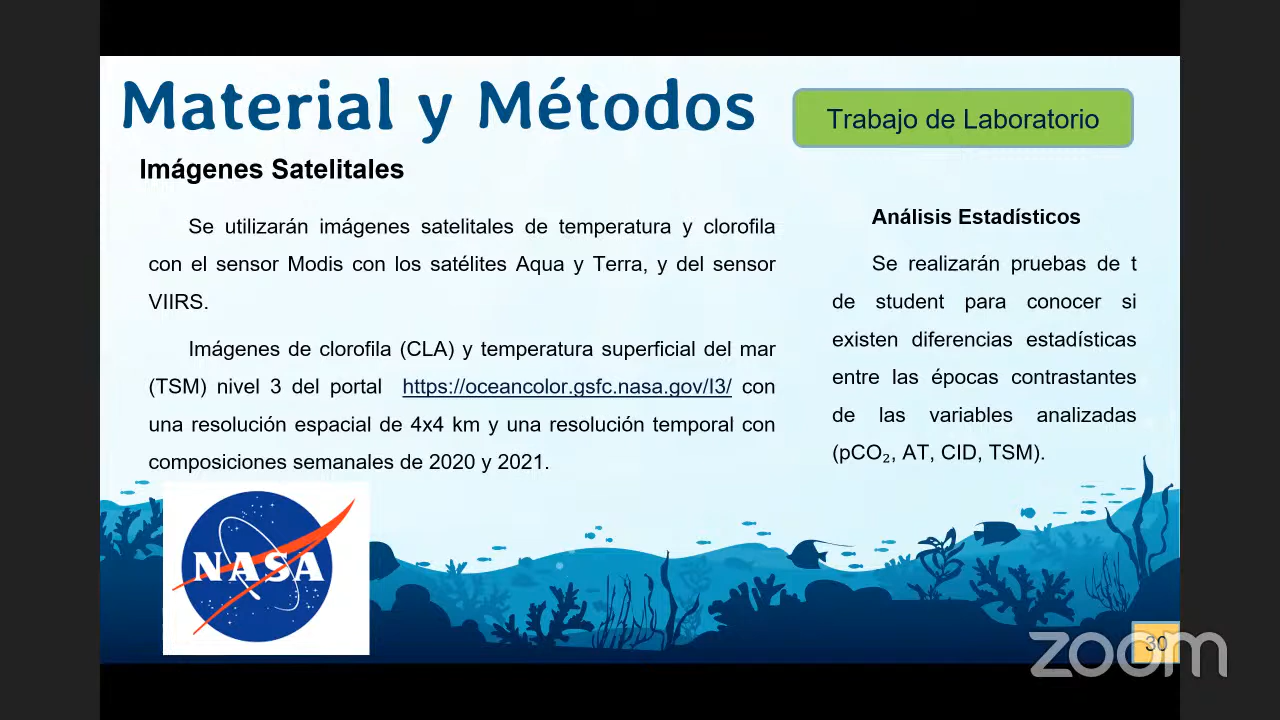 Material y Métodos
Trabajo de Laboratorio
Imágenes Satelitales
Se utilizarán imágenes satelitales de temperatura y clorofila
con el sensor Modis con los satélites Aqua y Terra, y del sensor
VIIRS.
Imágenes de clorofila (CLA) y temperatura superficial del mar
(TSM) nivel 3 del portal https://oceancolor.gsfc.nasa.gov/l3/ con
una resolución espacial de 4x4 km y una resolución temporal con
composiciones semanales de 2020 y 2021.
Análisis Estadísticos
Se realizarán pruebas de t
de student para conocer si
existen diferencias estadísticas
entre las épocas contrastantes
de las variables analizadas
(pCO₂, AT, CID, TSM).
NASA
30
zoom